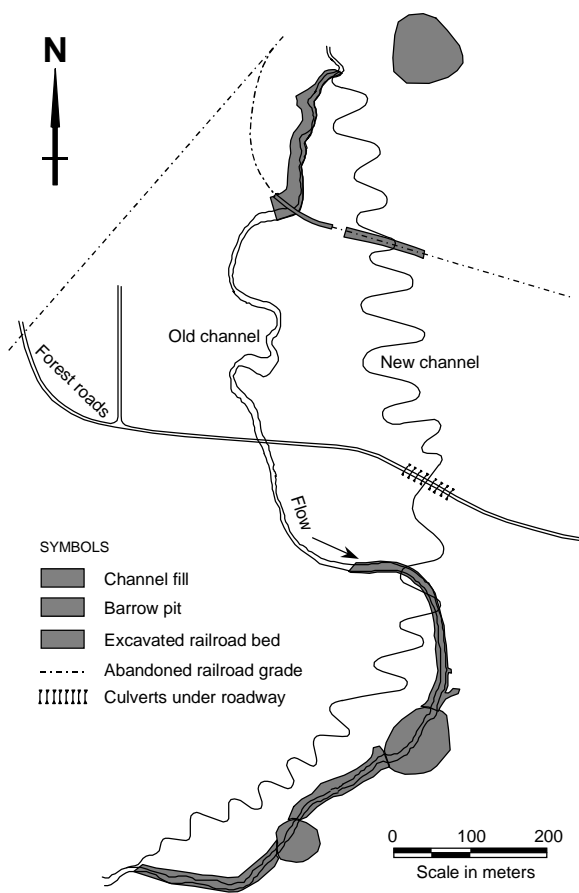 N
Old channel
New channel
Forest roads
Flow
SYMBOLS
Channel fill
Barrow pit
Excavated railroad bed
Abandoned railroad grade
Culverts under roadway
0 100 200
Scale in meters